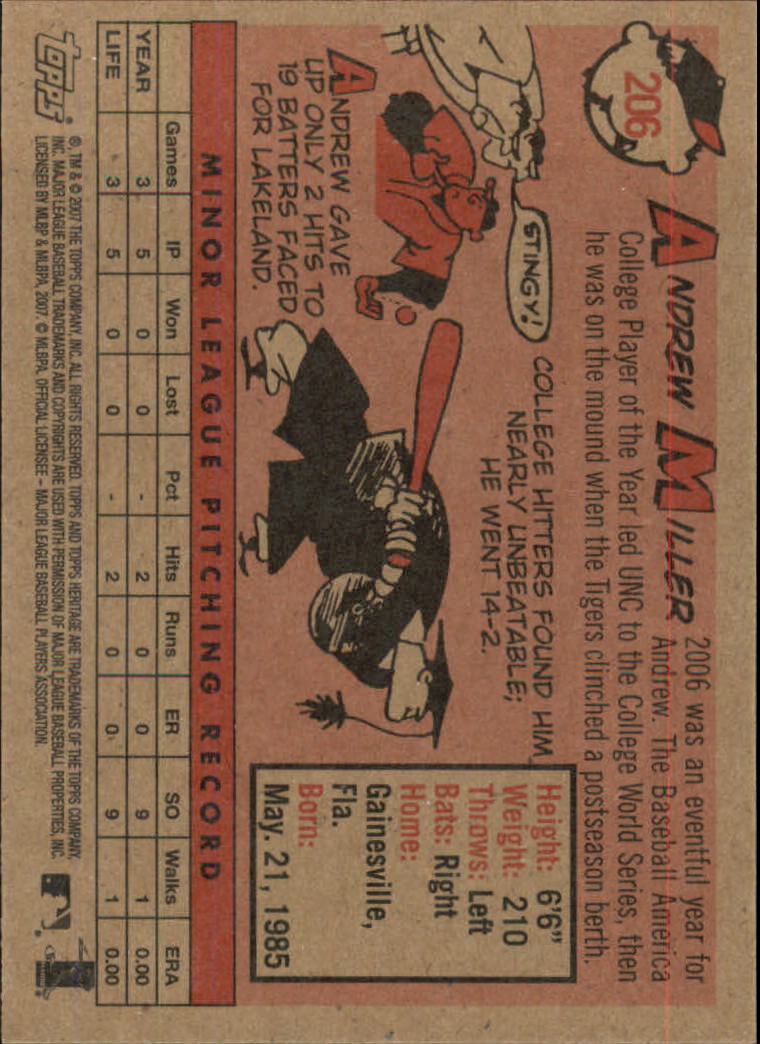 206
ANDREW MILLER
2006 was an eventful year for
Andrew. The Baseball America
College Player of the Year led UNC to the College World Series, then
he was on the mound when the Tigers clinched a postseason berth.
STINGY!
ANDREW GAVE
UP ONLY 2 HITS TO
19 BATTERS FACED
FOR LAKELAND.
COLLEGE HITTERS FOUND HIM
NEARLY UNBEATABLE;
HE WENT 14-2.
Height: 6'6"
Weight: 210
Throws: Left
Bats: Right
Home:
Gainesville,
Fla.
Born:
May. 21, 1985
MINOR LEAGUE PITCHING RECORD
Games IP Won Lost Pct Hits Runs ER SO Walks ERA
YEAR 3 5 0 0 - 2 0 0 9 1 0.00
LIFE 3 5 0 0 - 2 0 0 9 1 0.00
topps®
®, TM & © 2007 THE TOPPS COMPANY, INC. ALL RIGHTS RESERVED. TOPPS AND TOPPS HERITAGE ARE TRADEMARKS OF THE TOPPS COMPANY,
INC. MAJOR LEAGUE BASEBALL TRADEMARKS AND COPYRIGHTS ARE USED WITH PERMISSION OF MAJOR LEAGUE BASEBALL PROPERTIES, INC.
LICENSED BY MLBP & MLBPA, 2007. © MLBPA. OFFICIAL LICENSEE – MAJOR LEAGUE BASEBALL PLAYERS ASSOCIATION.